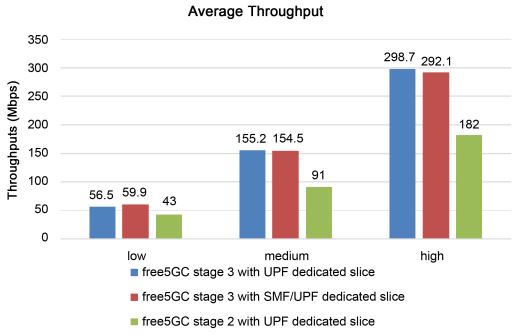 Average Throughput
Throughputs (Mbps)
350
300
250
200
150
100
50
0
56.5 59.9 43
155.2 154.5 91
298.7 292.1 182
low medium high
free5GC stage 3 with UPF dedicated slice
free5GC stage 3 with SMF/UPF dedicated slice
free5GC stage 2 with UPF dedicated slice